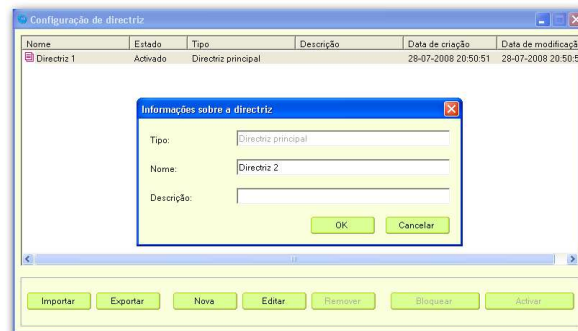 Configuração de directriz
Nome Estado Tipo Descrição Data de criação Data de modificaçã
Directriz 1 Activado Directriz principal 28-07-2008 20:50:51 28-07-2008 20:50:5
Informações sobre a directriz
Tipo: Directriz principal
Nome: Directriz 2
Descrição:
OK Cancelar
Importar Exportar Nova Editar Remover Bloquear Activar